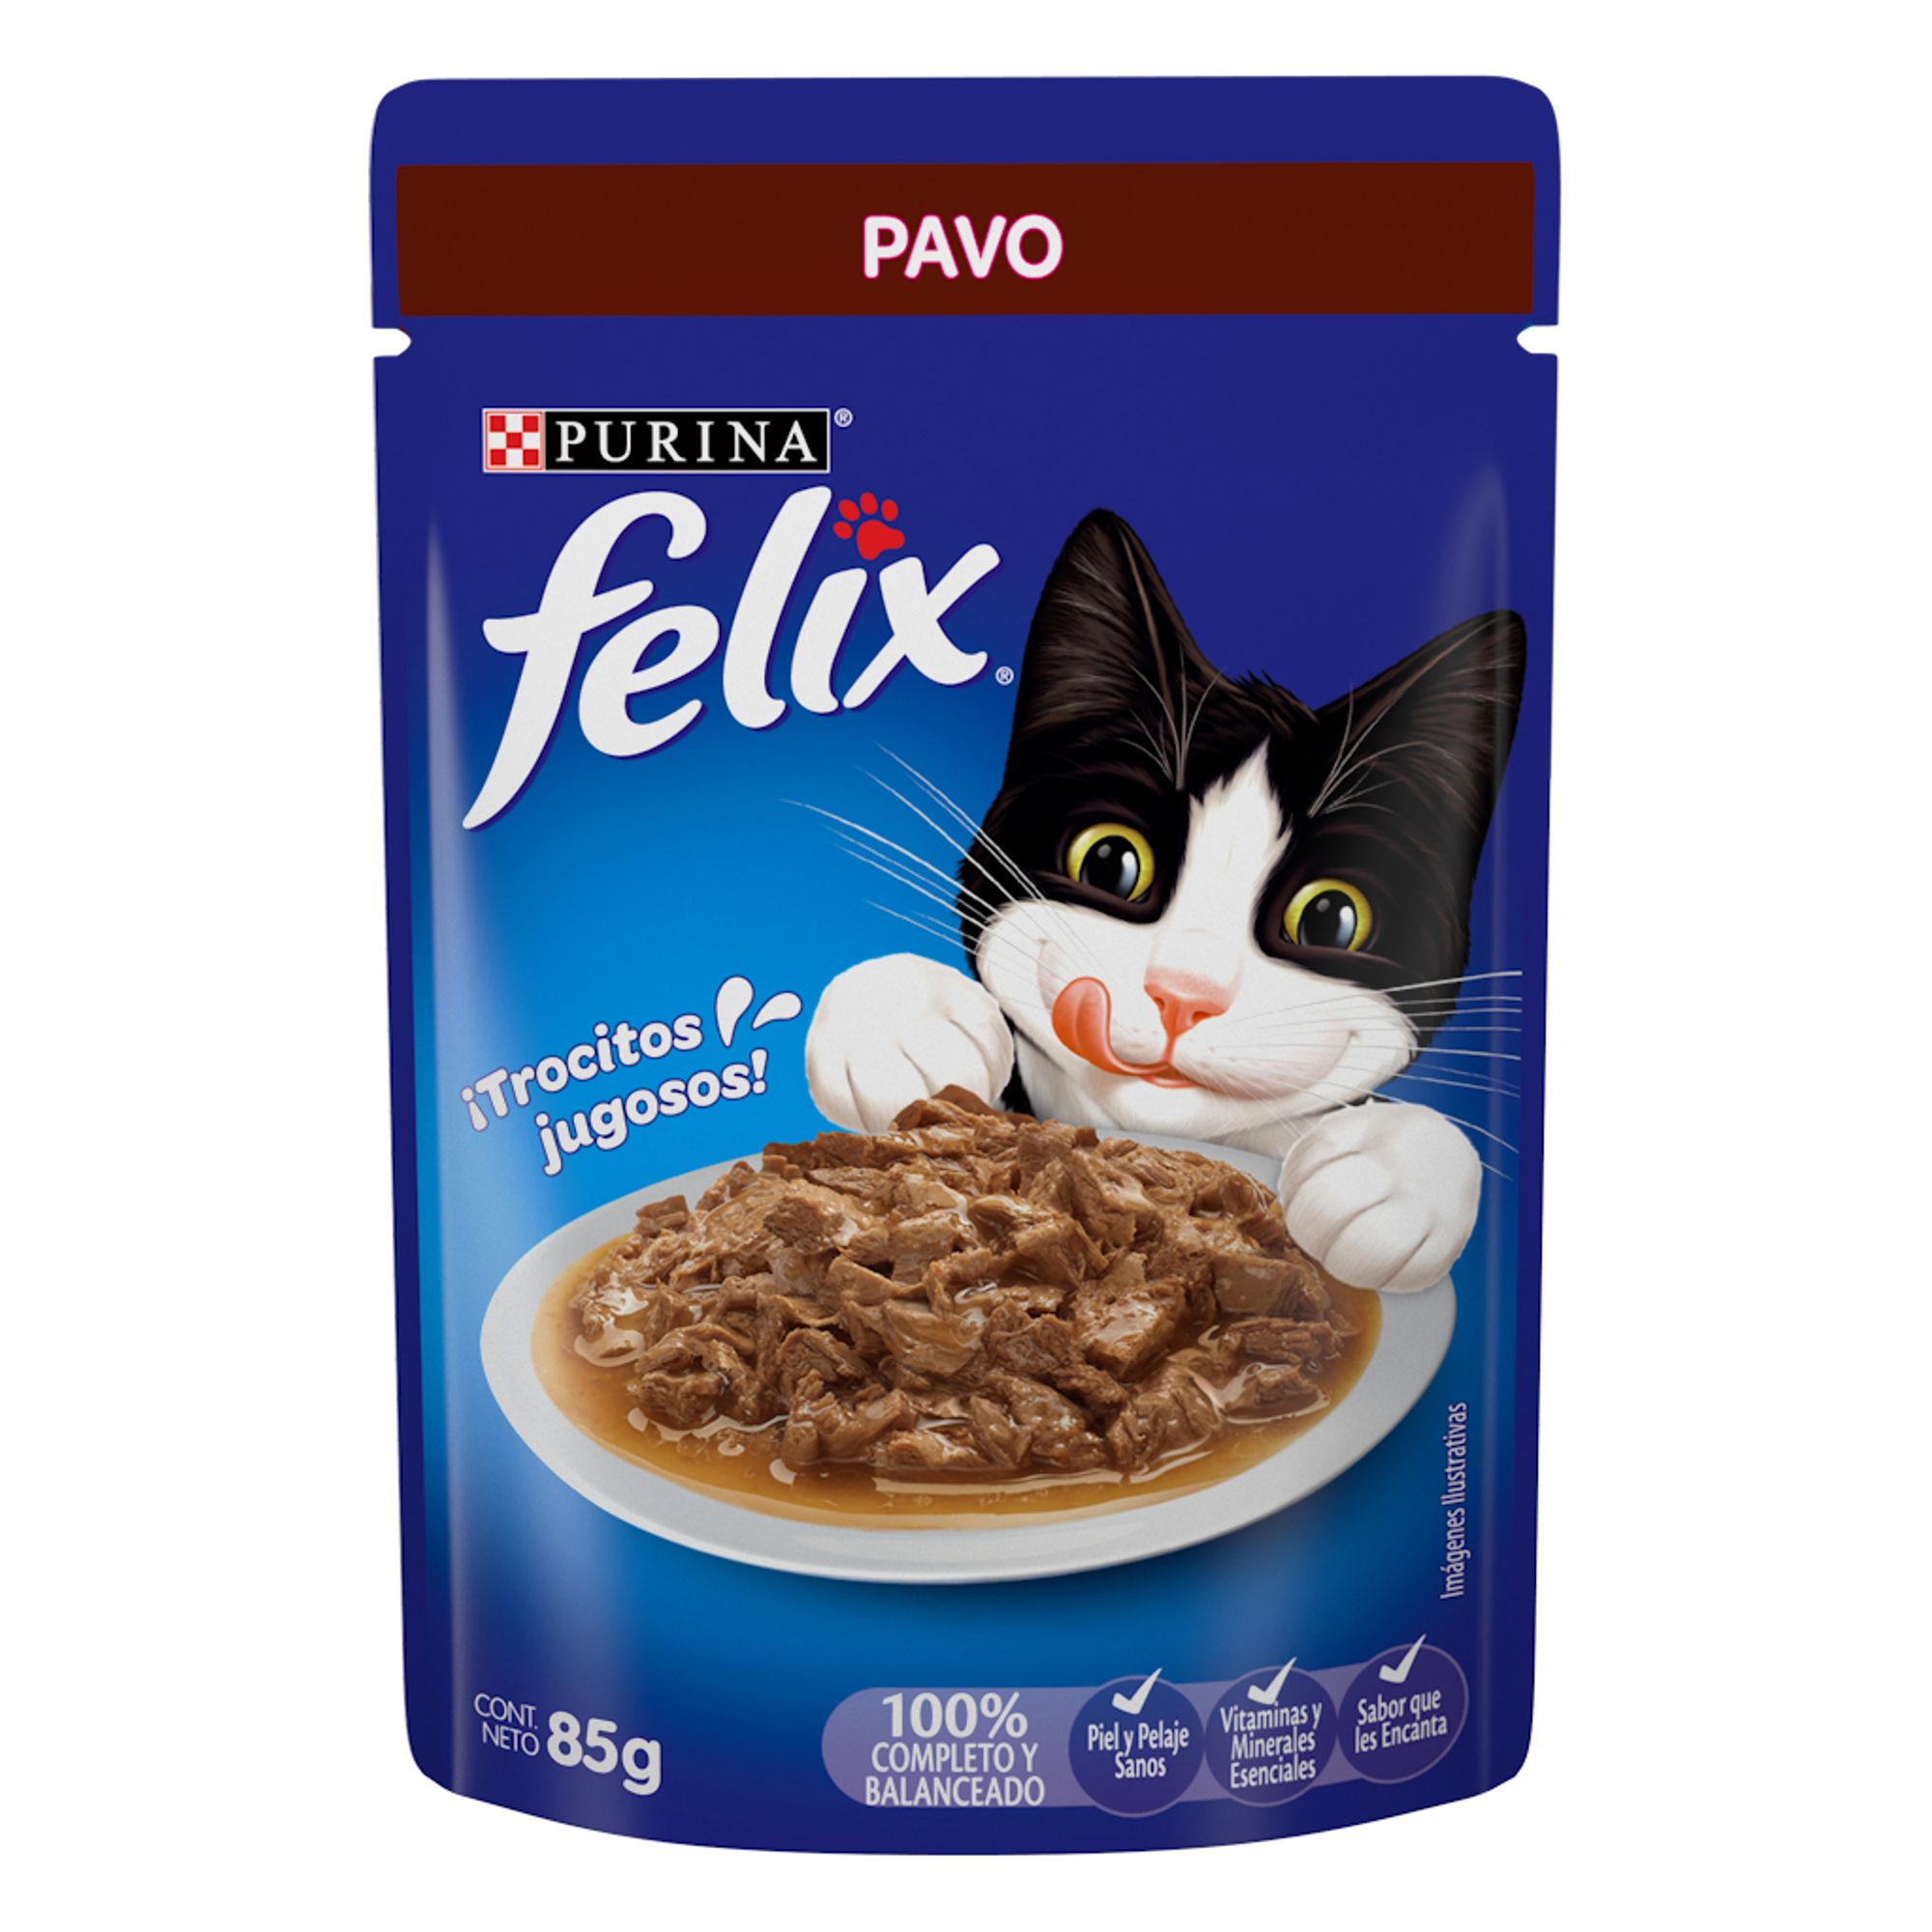 PAVO
PURINA®
felix®
¡Trocitos
jugosos!
Imágenes Ilustrativas
CONT.
NETO 85g
100%
COMPLETO Y
BALANCEADO
Piel y Pelaje
Sanos
Vitaminas y
Minerales
Esenciales
Sabor que
les Encanta